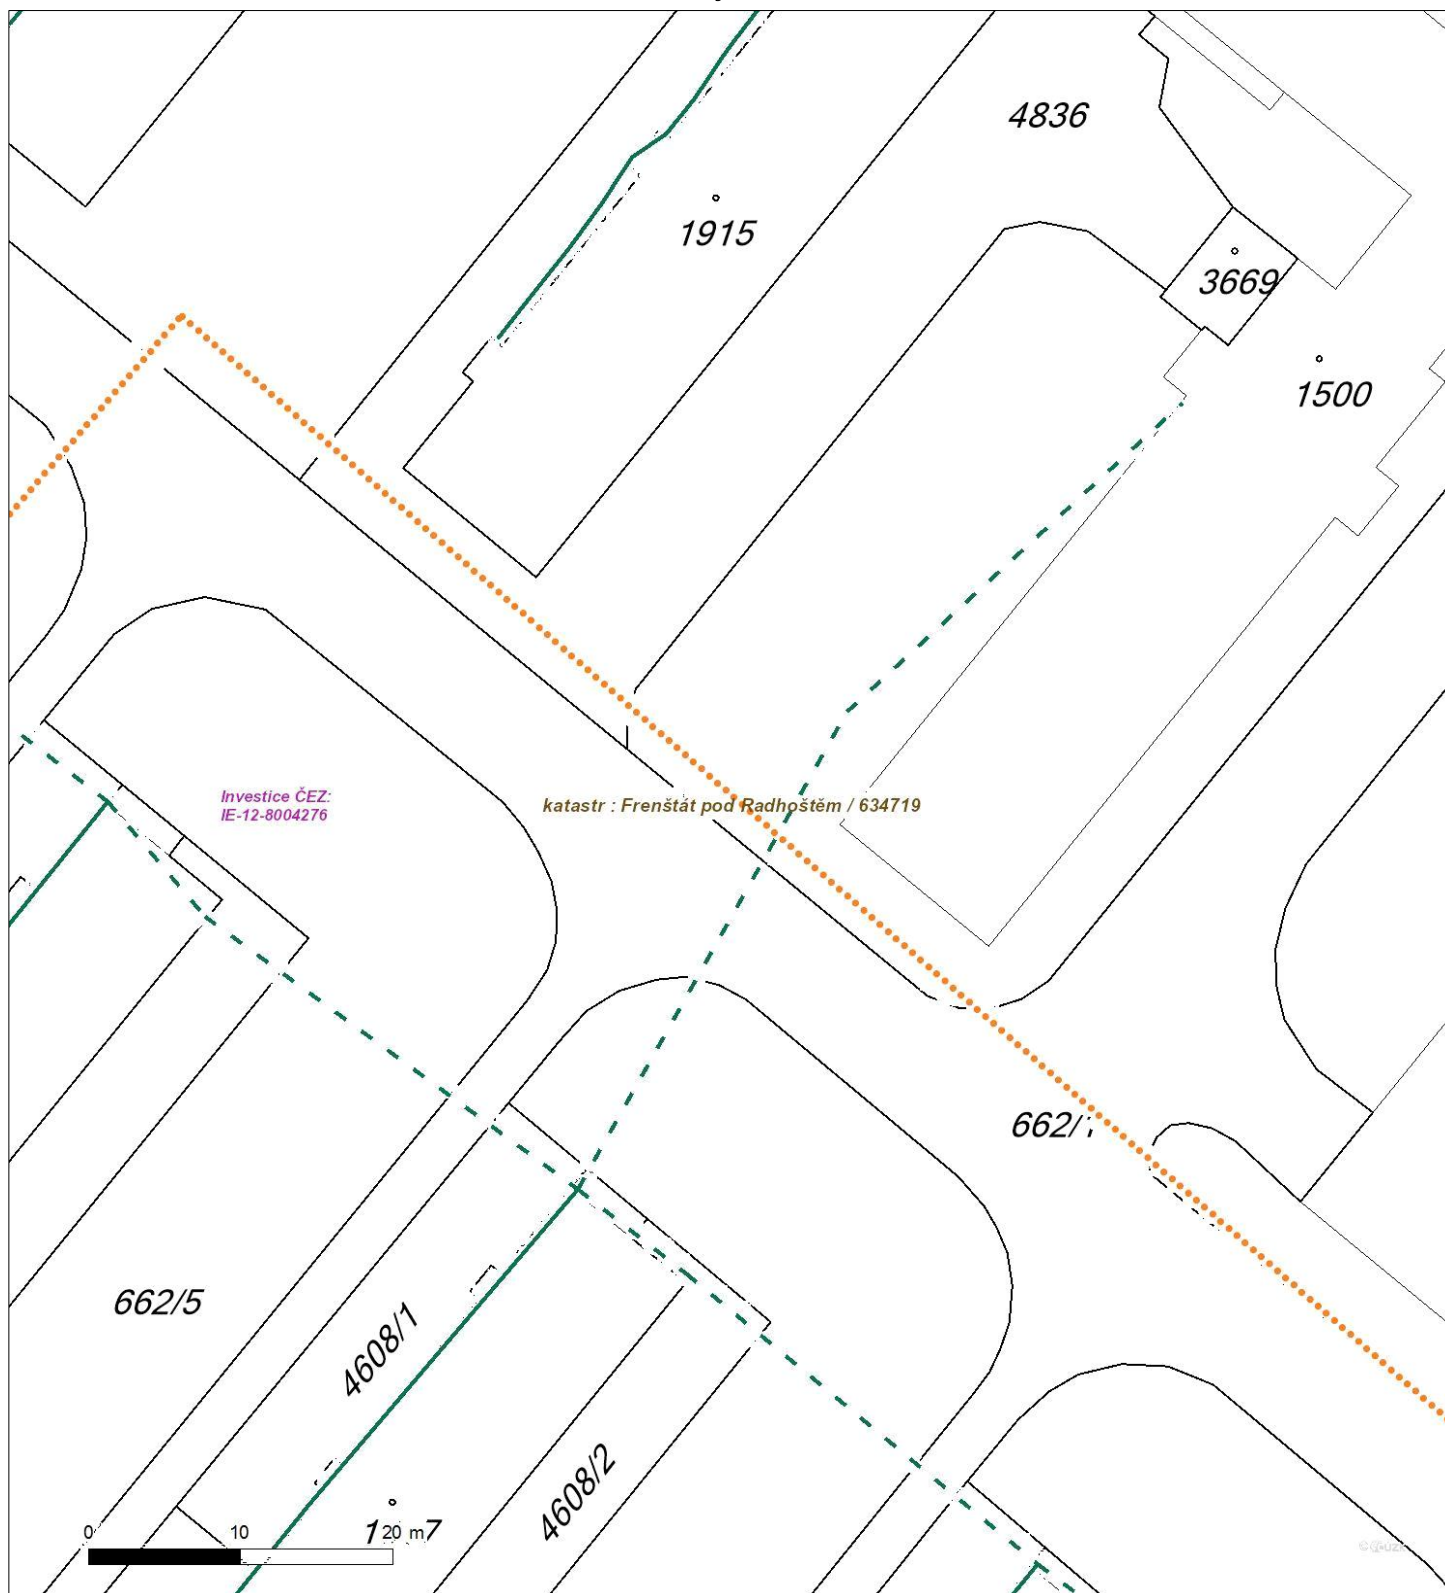 4836
1915
3669
1500
Investice ČEZ:
IE-12-8004276
katastr : Frenštát pod Radhoštěm / 634719
662/5
4608/1
4608/2
0
10
20 m